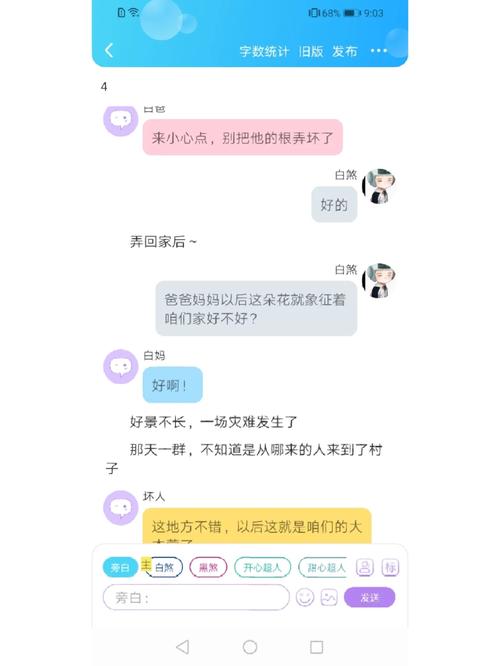 68% 9:03
字数统计 旧版 发布
4
白爸
来小心点，别把他的根弄坏了
白煞
好的
弄回家后～
白煞
爸爸妈妈以后这朵花就象征着
咱们家好不好？
白妈
好啊！
好景不长，一场灾难发生了
那天一群，不知道是从哪来的人来到了村
子
坏人
这地方不错，以后这就是咱们的大
旁白 主 白煞 黑煞 开心超人 甜心超人 标
旁白： 发送